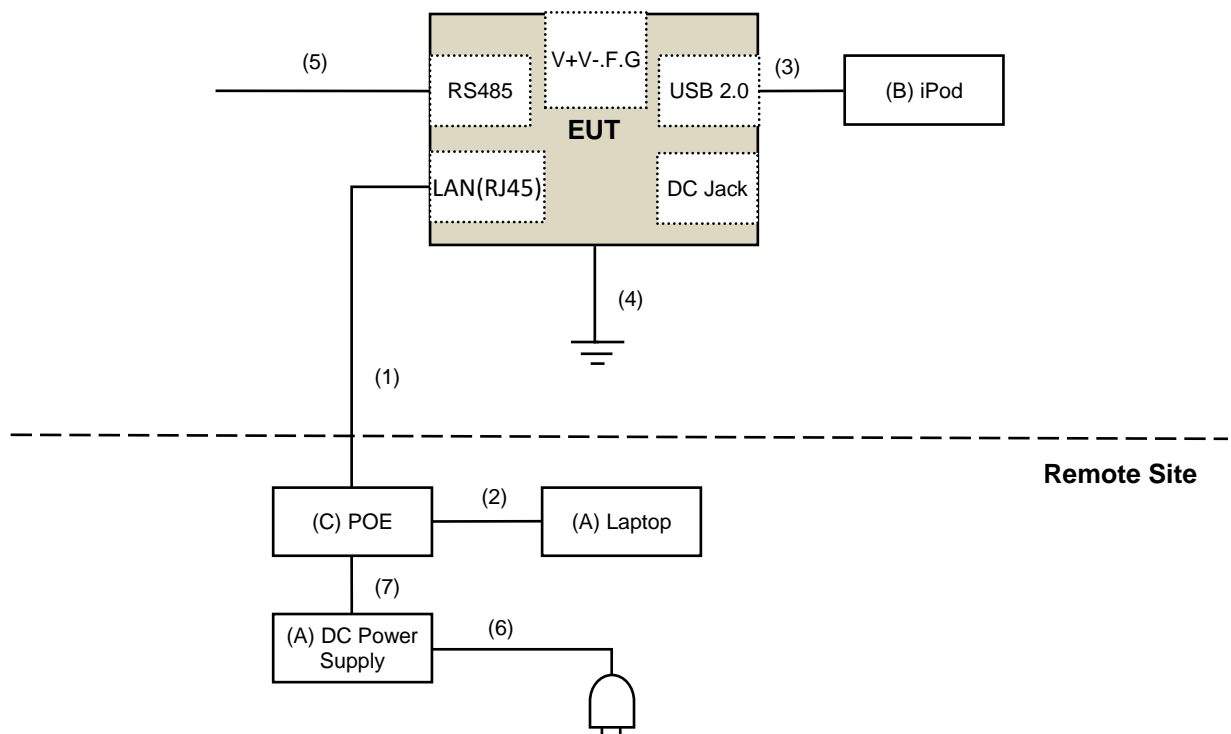 V+V-.F.G
(5)
RS485
USB 2.0
(3)
(B) iPod
EUT
LAN(RJ45)
DC Jack
(4)
(1)
Remote Site
(C) POE
(2)
(A) Laptop
(7)
(A) DC Power
Supply
(6)